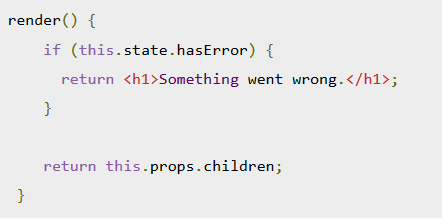 render() {
if (this.state.hasError) {
return <h1>Something went wrong.</h1>;
}
return this.props.children;
}